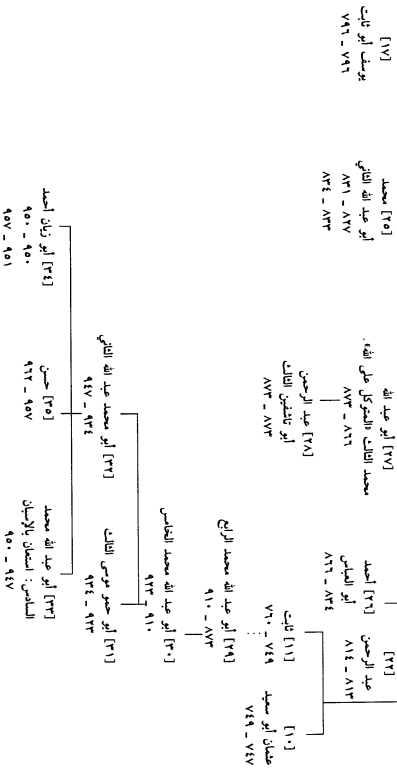 [١٠]
عثمان أبو سعيد
٧٤٧ - ٧٤٩
[١١] ثابت
٧٤٩ - ٧٦٠
[٢٢]
عبد الرحمن
٨١٣ - ٨١٤
[٢٦] أحمد
أبو العباس
٨٣٤ - ٨٦٦
[٢٧] أبو عبد الله
محمد الثالث «المتوكل على الله».
٨٦٦ - ٨٧٣
[٢٥] محمد
أبو عبد الله الثاني
٨٢٧ - ٨٣١
٨٣٣ - ٨٣٤
[١٧]
يوسف أبو ثابت
٧٩٦ - ٧٩٦
[٢٨] عبد الرحمن
أبو تاشفين الثالث
٨٧٣ - ٨٧٣
[٢٩] أبو عبد الله محمد الرابع
٨٧٣ - ٩١٠
[٣٠] أبو عبد الله محمد الخامس
٩١٠ - ٩٢٣
[٣١] أبو حمو موسى الثالث
٩٢٣ - ٩٣٤
[٣٢] أبو محمد عبد الله الثاني
٩٣٤ - ٩٤٧
[٣٣] أبو عبد الله محمد
السادس: استعان بالإسبان
٩٤٧ - ٩٥٠
[٣٥] حسن
٩٥٧ - ٩٦٢
[٣٤] أبو زيان أحمد
٩٥٠ - ٩٥٠
٩٥١ - ٩٥٧